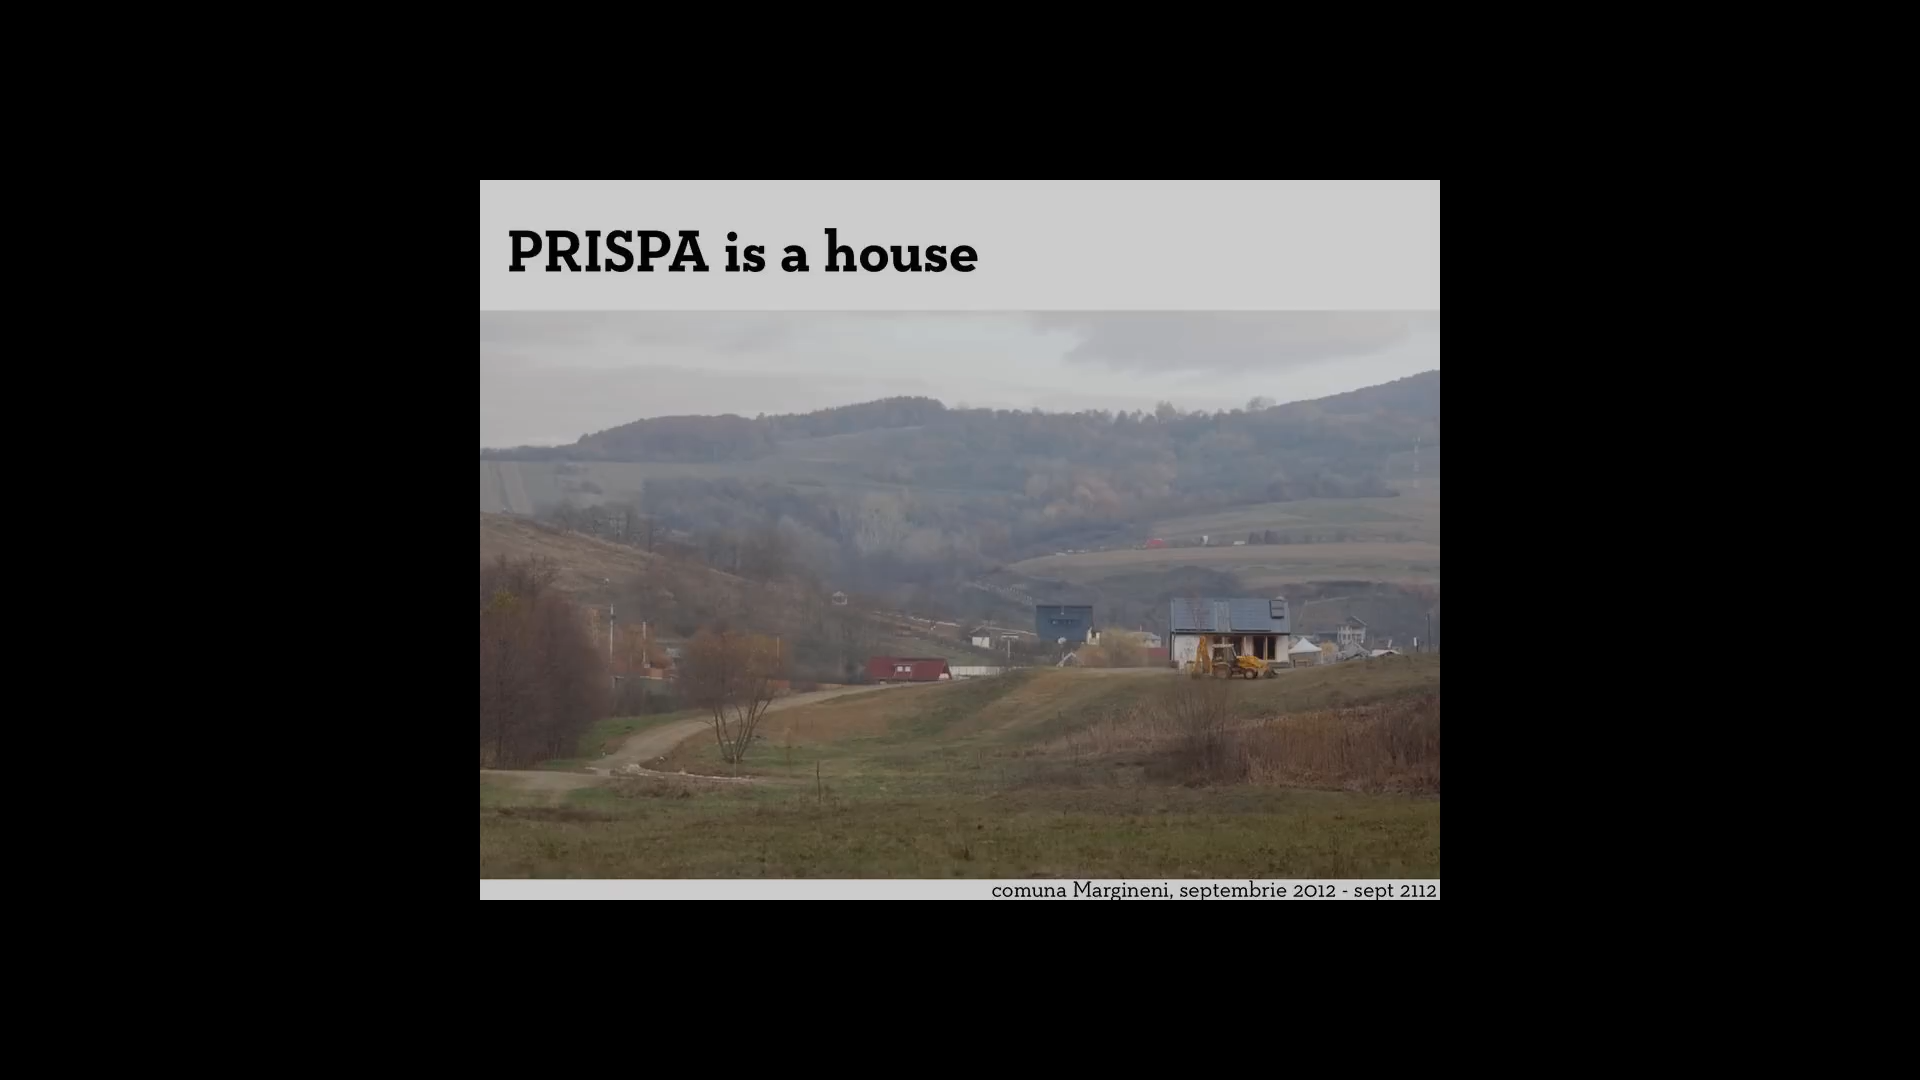 PRISPA is a house
comuna Margineni, septembrie 2012 - sept 2112